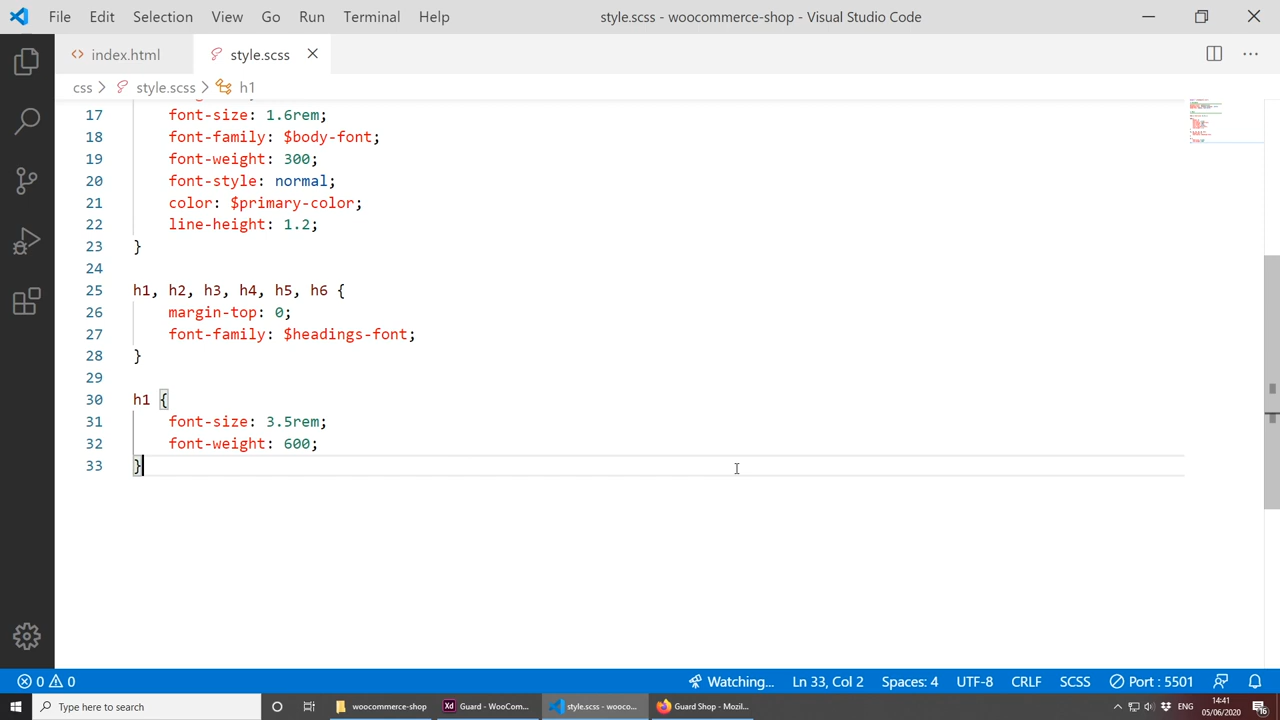 File Edit Selection View Go Run Terminal Help style.scss - woocommerce-shop - Visual Studio Code
index.html style.scss
css style.scss h1
17 font-size: 1.6rem;
18 font-family: $body-font;
19 font-weight: 300;
20 font-style: normal;
21 color: $primary-color;
22 line-height: 1.2;
23 }
24
25 h1, h2, h3, h4, h5, h6 {
26 margin-top: 0;
27 font-family: $headings-font;
28 }
29
30 h1 {
31 font-size: 3.5rem;
32 font-weight: 600;
33 }
0 0 Watching... Ln 33, Col 2 Spaces: 4 UTF-8 CRLF SCSS Port : 5501
Type here to search woocommerce-shop Xd Guard - WooCom... style.scss - wooco... Guard Shop - Mozil... ENG 14:41
05/06/2020